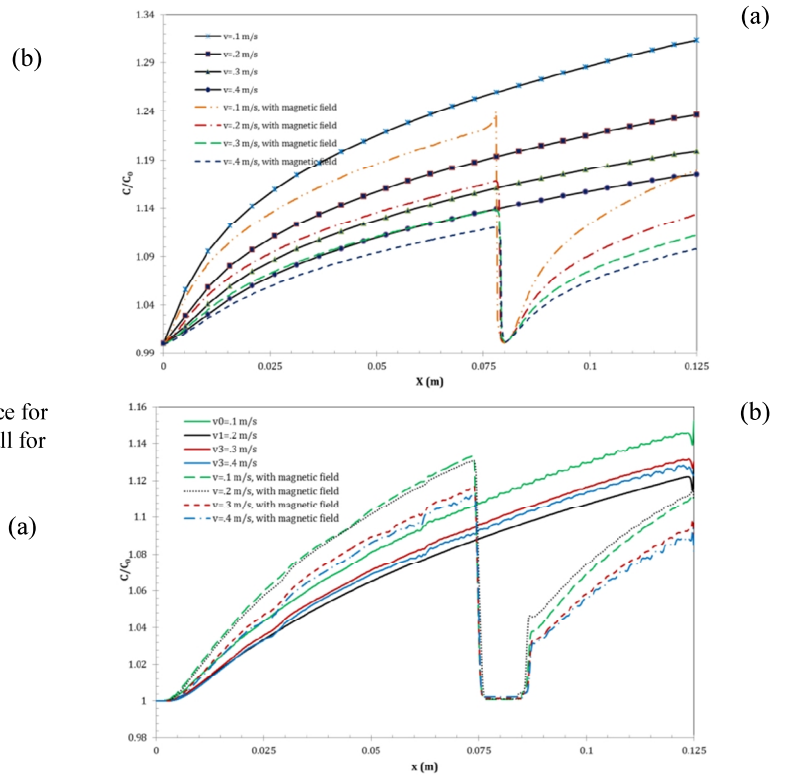 (a)
(b)
1.34
1.29
1.24
1.19
1.14
1.09
1.04
0.99
C/C0
v=.1 m/s
v=.2 m/s
v=.3 m/s
v=.4 m/s
v=.1 m/s, with magnetic field
v=.2 m/s, with magnetic field
v=.3 m/s, with magnetic field
v=.4 m/s, with magnetic field
0 0.025 0.05 0.075 0.1 0.125
X (m)
ce for
ll for
(a)
(b)
1.16
1.14
1.12
1.1
1.08
1.06
1.04
1.02
1
0.98
C/C0
v0=.1 m/s
v1=.2 m/s
v3=.3 m/s
v3=.4 m/s
v=.1 m/s, with magnetic field
v=.2 m/s, with magnetic field
v=.3 m/s, with magnetic field
v=.4 m/s, with magnetic field
0 0.025 0.05 0.075 0.1 0.125
x (m)